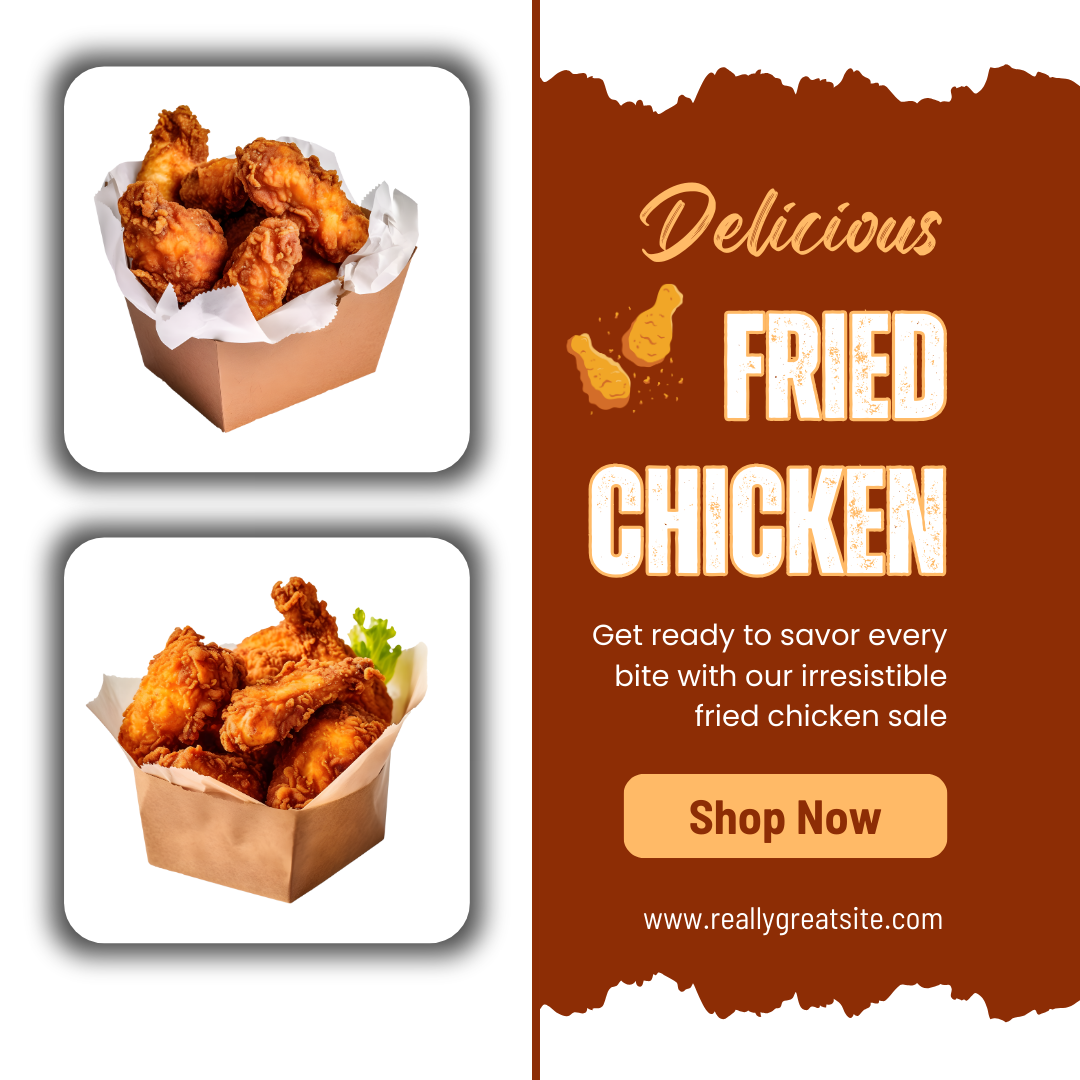 Delicious
FRIED
CHICKEN
Get ready to savor every
bite with our irresistible
fried chicken sale
Shop Now
www.reallygreatsite.com